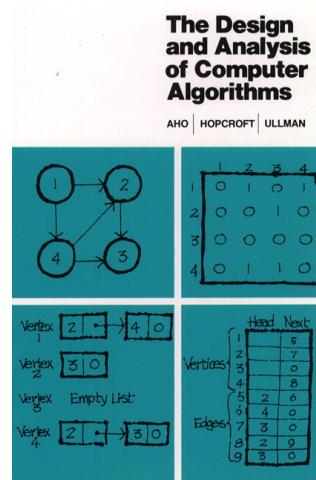 The Design
and Analysis
of Computer
Algorithms
AHO | HOPCROFT | ULLMAN
1 2
4 3
1 2 3 4
1 0 1 0 1
2 0 0 1 0
3 0 0 0 0
4 0 1 1 0
Vertex 1 2 4 0
Vertex 2 3 0
Vertex 3 Empty List
Vertex 4 2 3 0
Head Next
1 5
2 7
Vertices 3 0
4 8
5 2 6
6 4 0
Edges 7 3 0
8 2 9
9 3 0